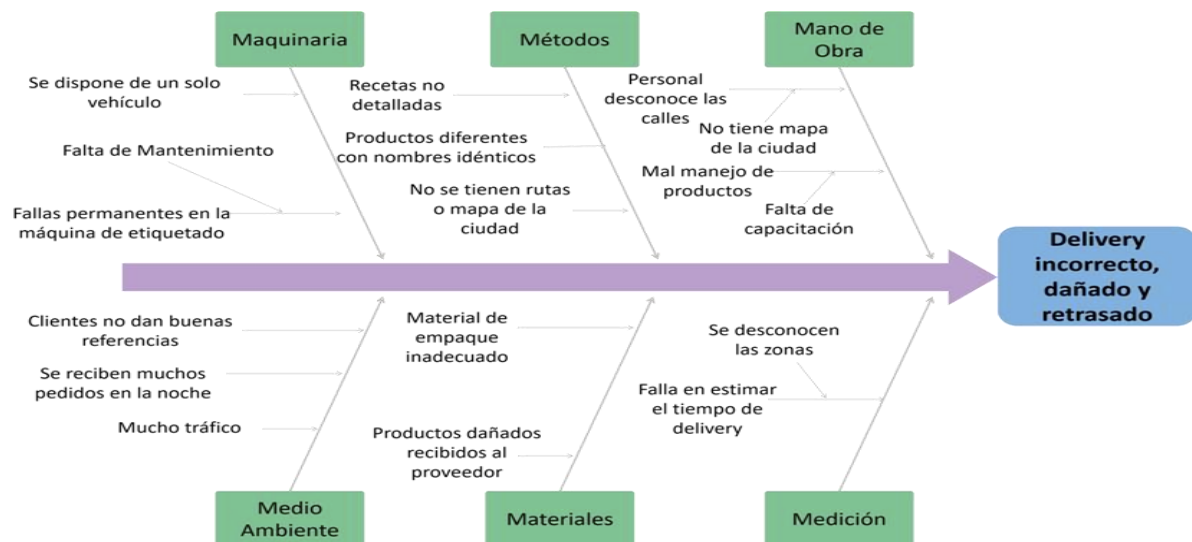 Maquinaria
Métodos
Mano de
Obra
Se dispone de un solo
vehículo
Falta de Mantenimiento
Fallas permanentes en la
máquina de etiquetado
Recetas no
detalladas
Productos diferentes
con nombres idénticos
No se tienen rutas
o mapa de la
ciudad
Personal
desconoce las
calles
No tiene mapa
de la ciudad
Mal manejo de
productos
Falta de
capacitación
Delivery
incorrecto,
dañado y
retrasado
Clientes no dan buenas
referencias
Se reciben muchos
pedidos en la noche
Mucho tráfico
Material de
empaque
inadecuado
Productos dañados
recibidos al
proveedor
Se desconocen
las zonas
Falla en estimar
el tiempo de
delivery
Medio
Ambiente
Materiales
Medición